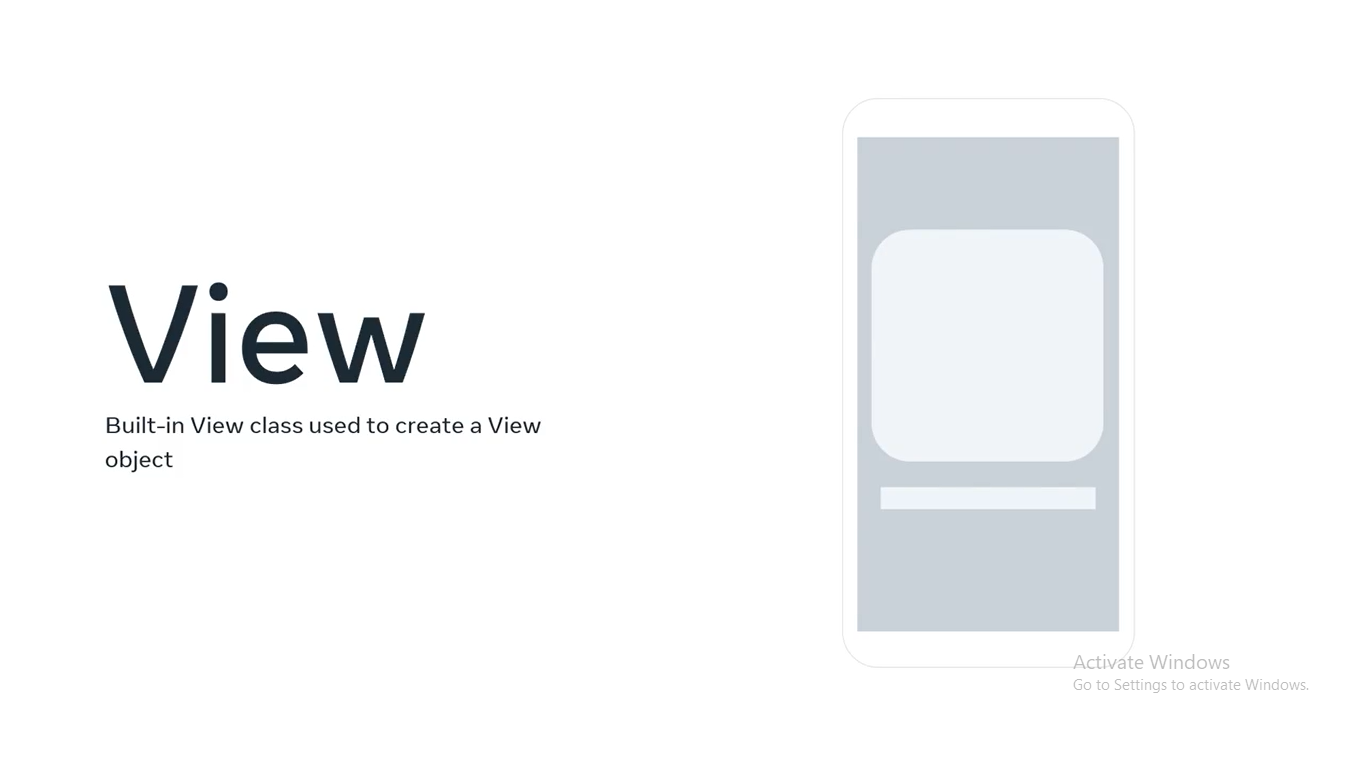 View
Built-in View class used to create a View
object
Activate Windows
Go to Settings to activate Windows.